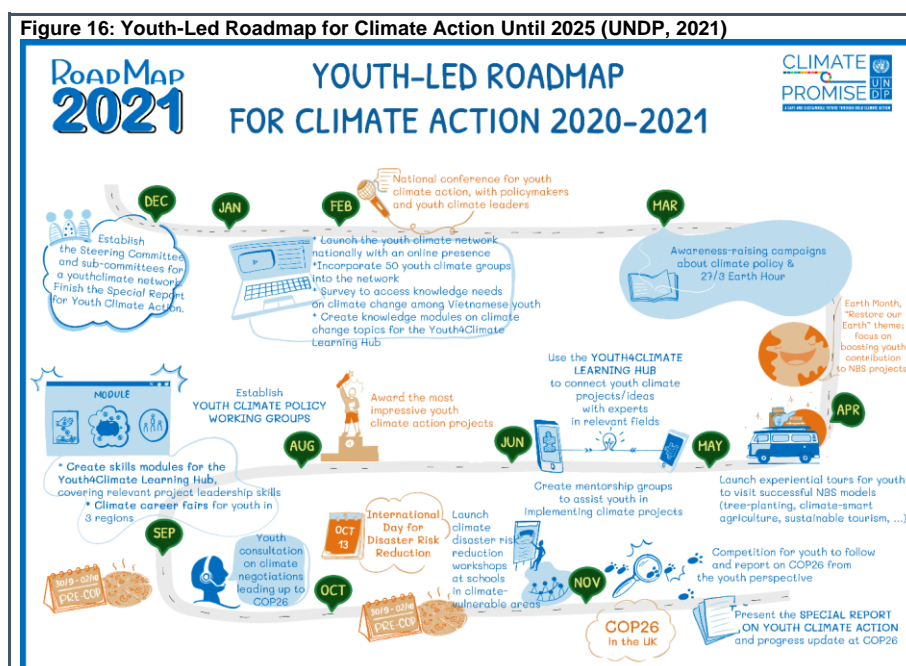 Figure 16: Youth-Led Roadmap for Climate Action Until 2025 (UNDP, 2021)
ROADMAP
2021
YOUTH-LED ROADMAP
FOR CLIMATE ACTION 2020-2021
CLIMATE
PROMISE
U N
D P
DEC
JAN
FEB
National conference for youth
climate action, with policymakers
and youth climate leaders
MAR
Establish
the Steering Committee
and sub-committees for
a youthclimate network.
Finish the Special Report
for Youth Climate Action.
* Launch the youth climate network
nationally with an online presence
*Incorporate 50 youth climate groups
into the network
* Survey to access knowledge needs
on climate change among Vietnamese youth
* Create knowledge modules on climate
change topics for the Youth4Climate
Learning Hub
Awareness-raising campaigns
about climate policy &
27/3 Earth Hour
Earth Month,
"Restore our
Earth" theme;
focus on
boosting youth
contribution
to NBS projects
APR
Launch experiential tours for youth
to visit successful NBS models
(tree-planting, climate-smart
agriculture, sustainable tourism, ...)
MAY
Use the YOUTH4CLIMATE
LEARNING HUB
to connect youth climate
projects/ideas
with experts
in relevant fields
Create mentorship groups
to assist youth in
implementing climate projects
JUN
Award the most
impressive youth
climate action projects
Establish
YOUTH CLIMATE POLICY
WORKING GROUPS
AUG
MODULE
* Create skills modules for the
Youth4Climate Learning Hub,
covering relevant project leadership skills
* Climate career fairs for youth in
3 regions
SEP
30/9 - 02/10
PRE-COP
Youth
consultation
on climate
negotiations
leading up to
COP26
OCT
OCT
13
International
Day for
Disaster Risk
Reduction
30/9 - 02/10
PRE-COP
Launch
climate
disaster risk
reduction
workshops
at schools
in climate-
vulnerable areas
NOV
COP26
in the UK
Competition for youth to follow
and report on COP26 from
the youth perspective
Present the SPECIAL REPORT
ON YOUTH CLIMATE ACTION
and progress update at COP26